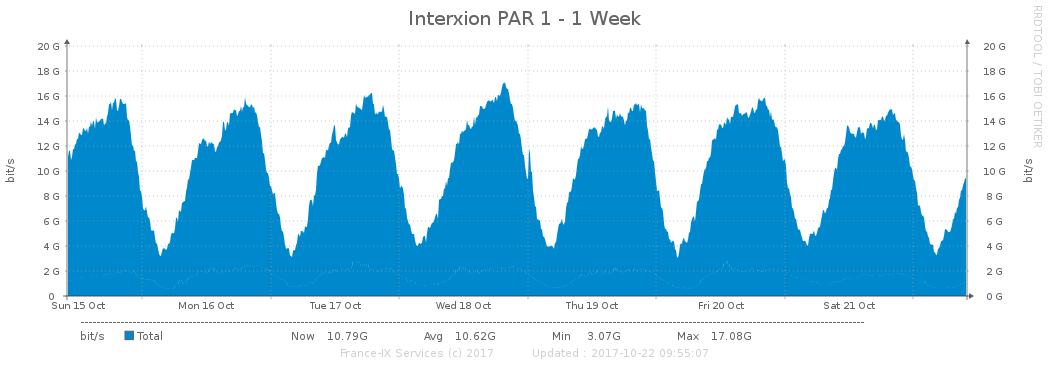 Interxion PAR 1 - 1 Week
RRDTOOL / TOBI OETIKER
20 G 20 G
18 G 18 G
16 G 16 G
14 G 14 G
12 G 12 G
10 G 10 G
8 G 8 G
6 G 6 G
4 G 4 G
2 G 2 G
0 0 G
bit/s
bit/s
Sun 15 Oct Mon 16 Oct Tue 17 Oct Wed 18 Oct Thu 19 Oct Fri 20 Oct Sat 21 Oct
bit/s Total Now 10.79G Avg 10.62G Min 3.07G Max 17.08G
France-IX Services (c) 2017 Updated : 2017-10-22 09:55:07